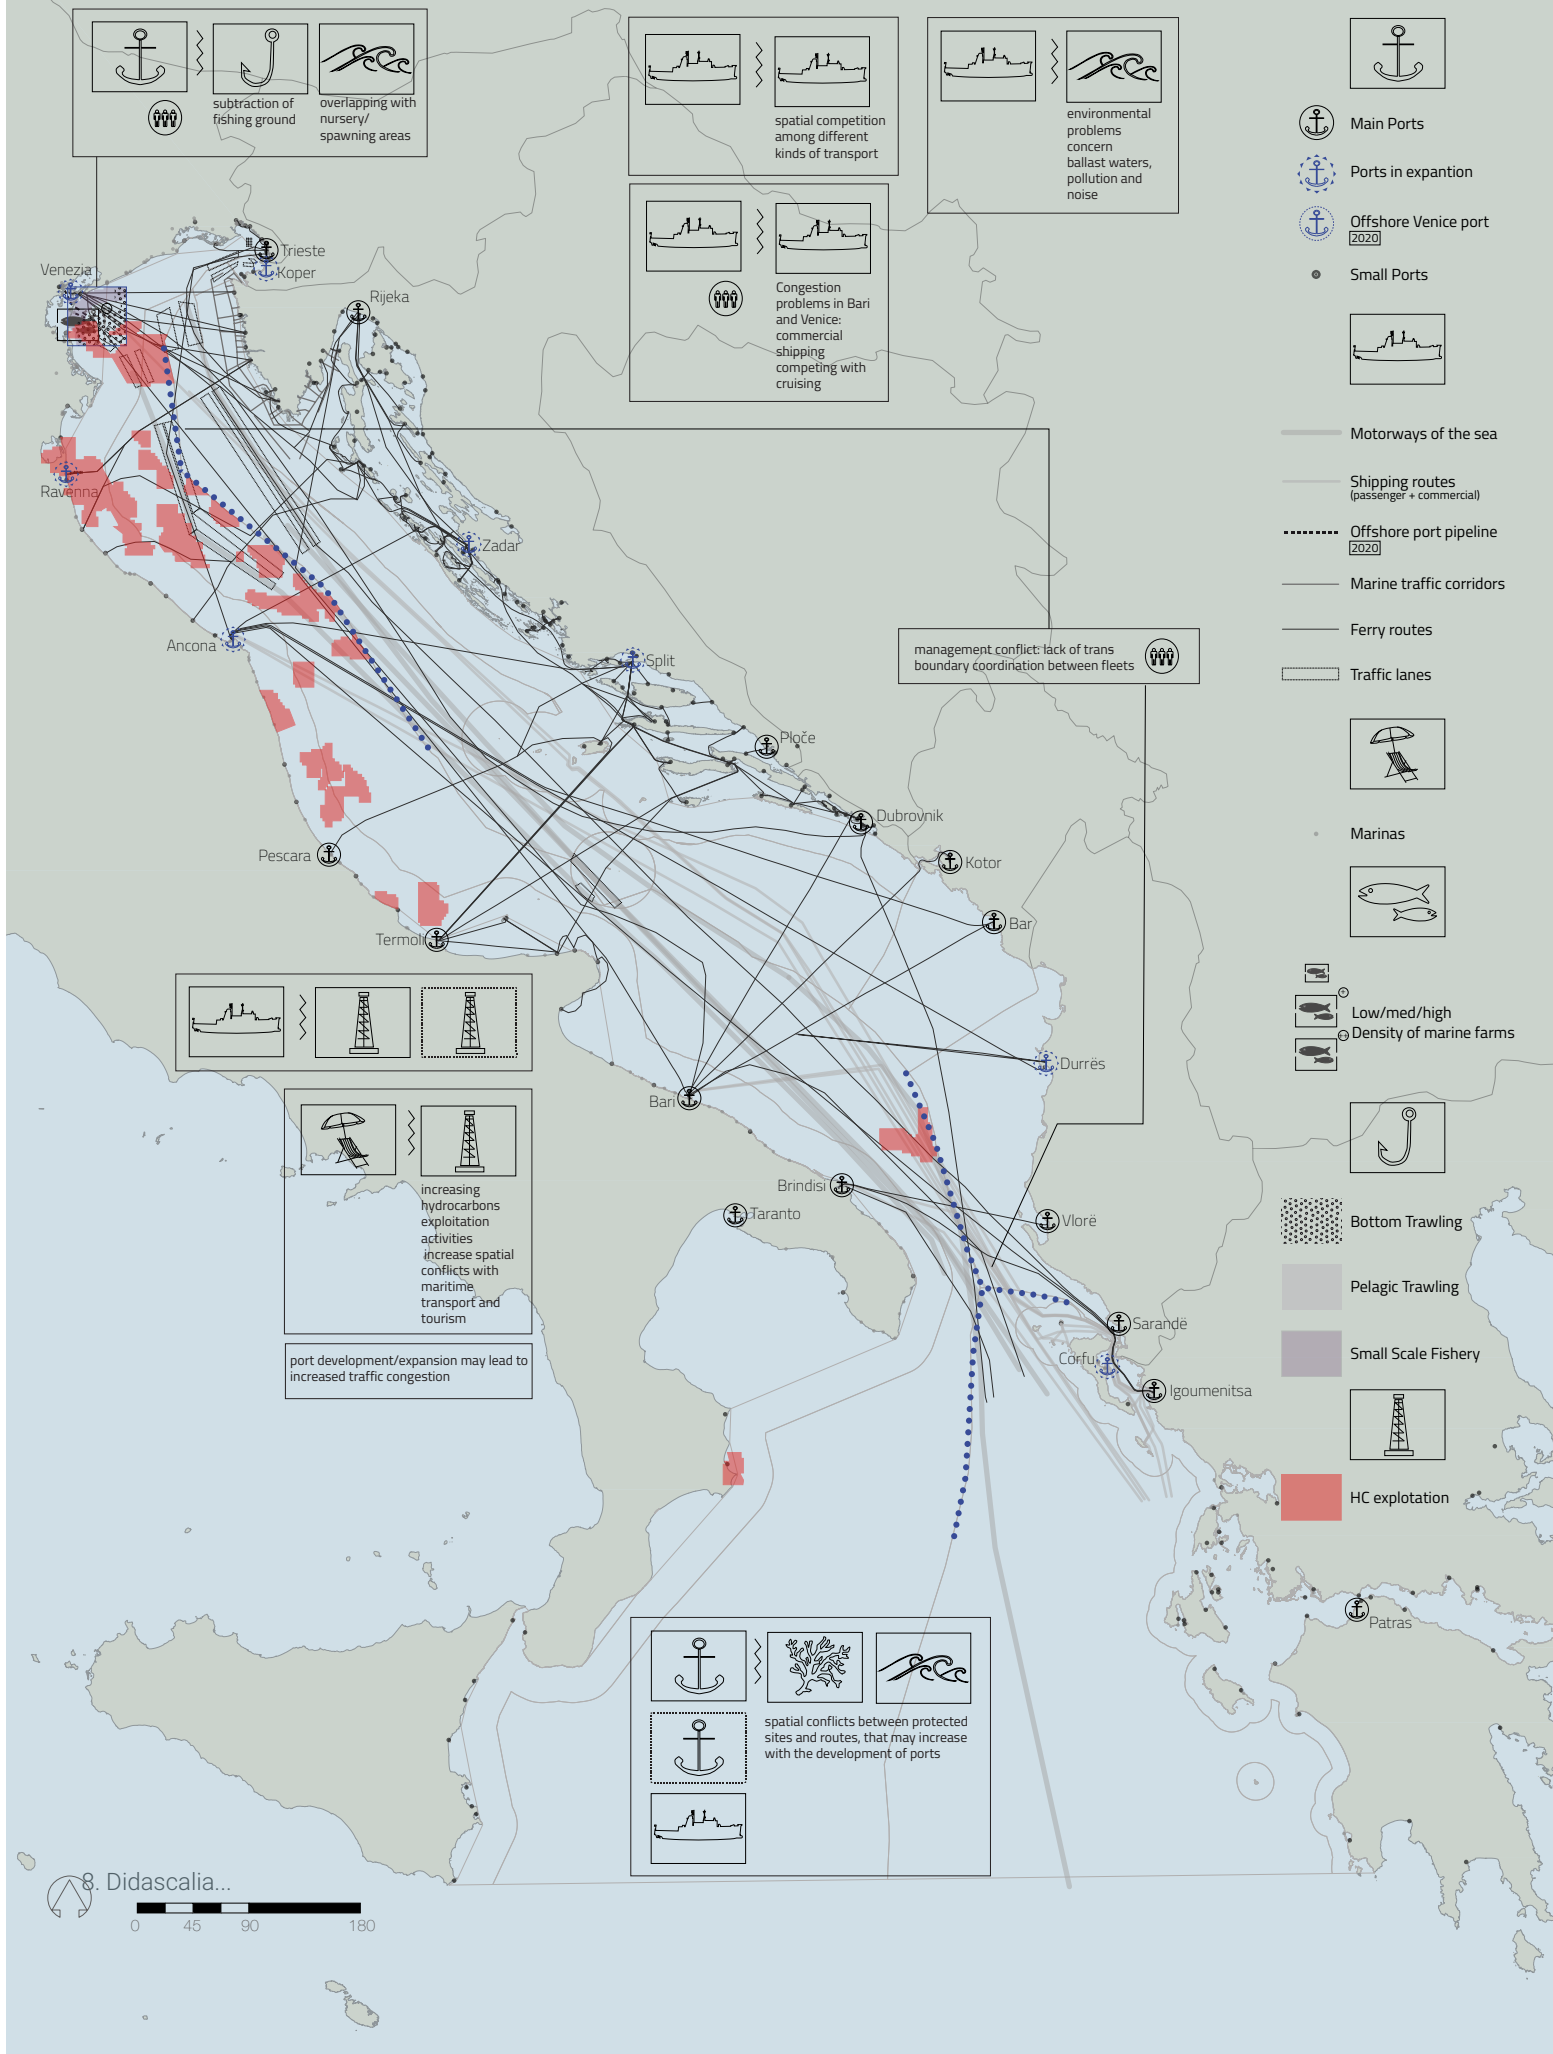 subtraction of
fishing ground
overlapping with
nursery/
spawning areas
spatial competition
among different
kinds of transport
environmental
problems
concern
ballast waters,
pollution and
noise
Congestion
problems in Bari
and Venice:
commercial
shipping
competing with
cruising
Main Ports
Ports in expantion
Offshore Venice port
2020
Small Ports
Motorways of the sea
Shipping routes
(passenger + commercial)
Offshore port pipeline
2020
Marine traffic corridors
Ferry routes
Traffic lanes
Marinas
Low/med/high
Density of marine farms
Bottom Trawling
Pelagic Trawling
Small Scale Fishery
HC explotation
Trieste
Koper
Venezia
Rijeka
Ravenna
Zadar
Ancona
Split
management conflict: lack of trans
boundary coordination between fleets
Ploče
Dubrovnik
Pescara
Kotor
Bar
Termoli
Durrës
Bari
Brindisi
Taranto
Vlorë
Sarandë
Corfu
Igoumenitsa
Patras
increasing
hydrocarbons
exploitation
activities
increase spatial
conflicts with
maritime
transport and
tourism
port development/expansion may lead to
increased traffic congestion
spatial conflicts between protected
sites and routes, that may increase
with the development of ports
8. Didascalia...
0 45 90 180